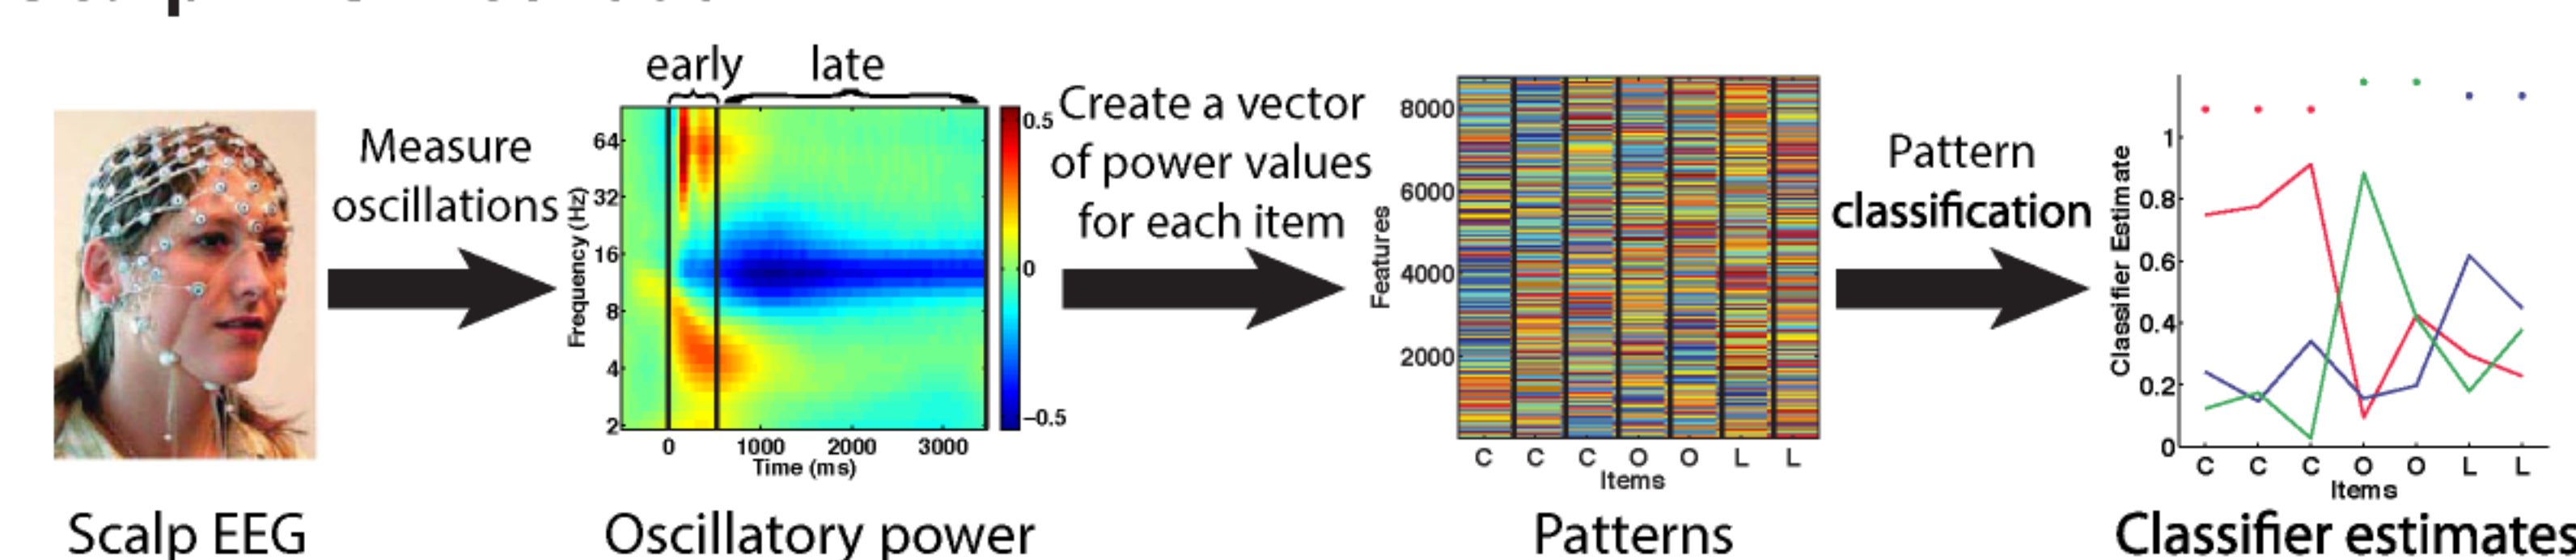 early
late
Measure
oscillations
64
32
16
8
4
2
Frequency (Hz)
0
1000
2000
3000
Time (ms)
0.5
0
−0.5
Create a vector
of power values
for each item
8000
6000
4000
2000
Features
C C C O O L L
Items
Pattern
classification
1
0.8
0.6
0.4
0.2
0
Classifier Estimate
C C C O O L L
Items
Scalp EEG
Oscillatory power
Patterns
Classifier estimates